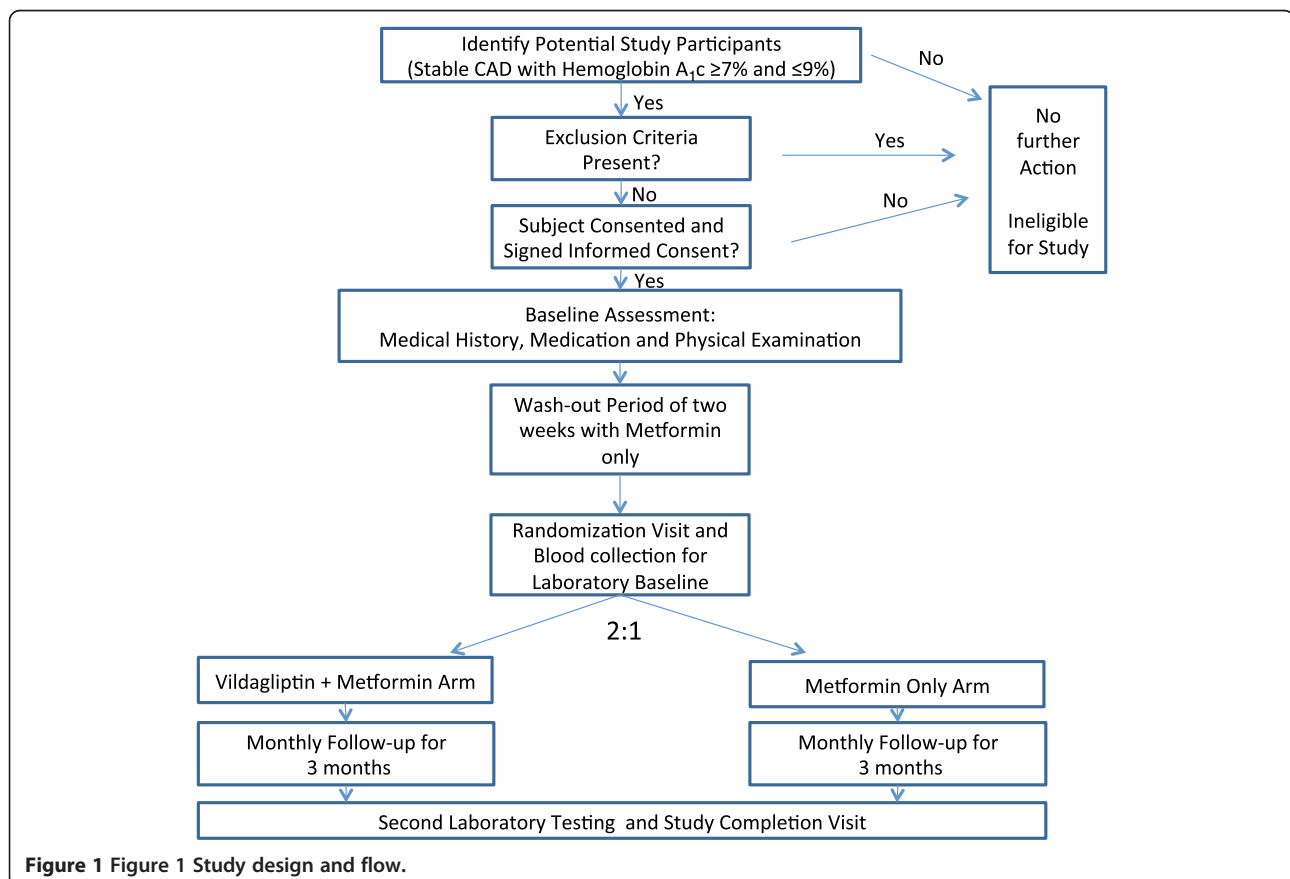 Identify Potential Study Participants
(Stable CAD with Hemoglobin A1c ≥7% and ≤9%)
No
Yes
No
further
Action
Ineligible
for Study
Exclusion Criteria
Present?
Yes
No
Subject Consented and
Signed Informed Consent?
No
Yes
Baseline Assessment:
Medical History, Medication and Physical Examination
Wash-out Period of two
weeks with Metformin
only
Randomization Visit and
Blood collection for
Laboratory Baseline
2:1
Vildagliptin + Metformin Arm
Metformin Only Arm
Monthly Follow-up for
3 months
Monthly Follow-up for
3 months
Second Laboratory Testing and Study Completion Visit
Figure 1 Figure 1 Study design and flow.